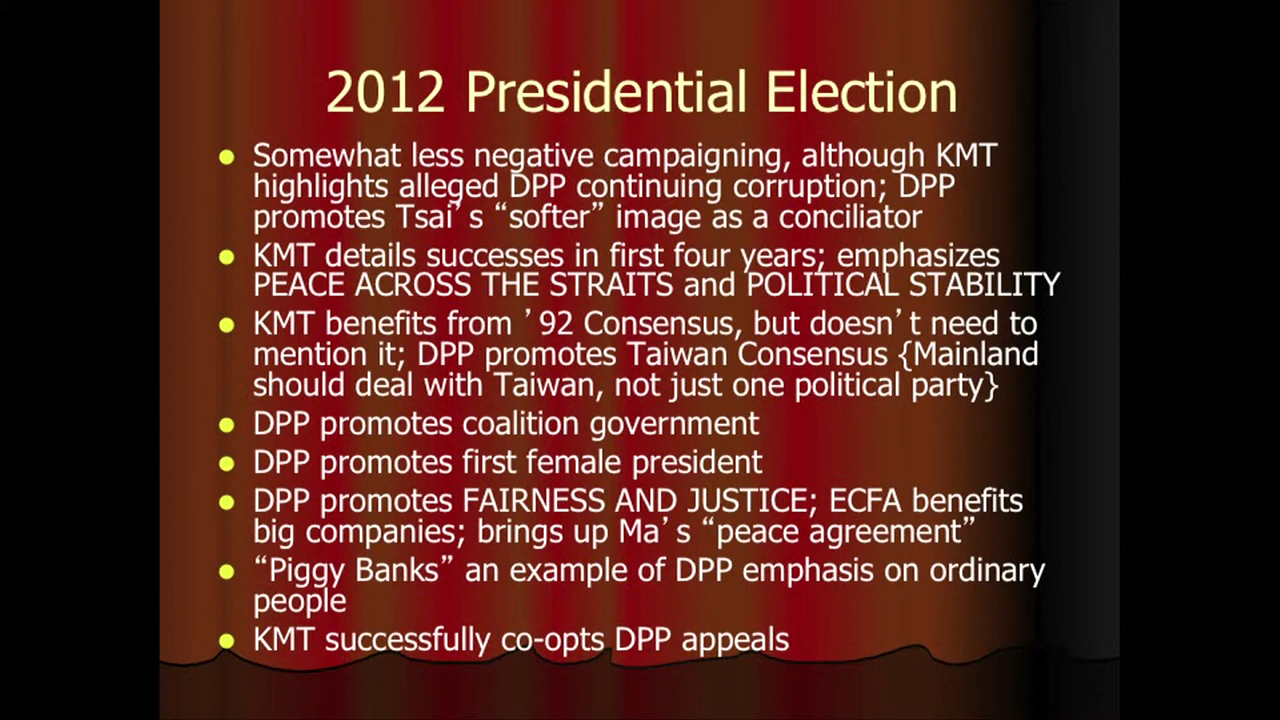 2012 Presidential Election
Somewhat less negative campaigning, although KMT
highlights alleged DPP continuing corruption; DPP
promotes Tsai’s “softer” image as a conciliator
KMT details successes in first four years; emphasizes
PEACE ACROSS THE STRAITS and POLITICAL STABILITY
KMT benefits from ’92 Consensus, but doesn’t need to
mention it; DPP promotes Taiwan Consensus {Mainland
should deal with Taiwan, not just one political party}
DPP promotes coalition government
DPP promotes first female president
DPP promotes FAIRNESS AND JUSTICE; ECFA benefits
big companies; brings up Ma’s “peace agreement”
“Piggy Banks” an example of DPP emphasis on ordinary
people
KMT successfully co-opts DPP appeals